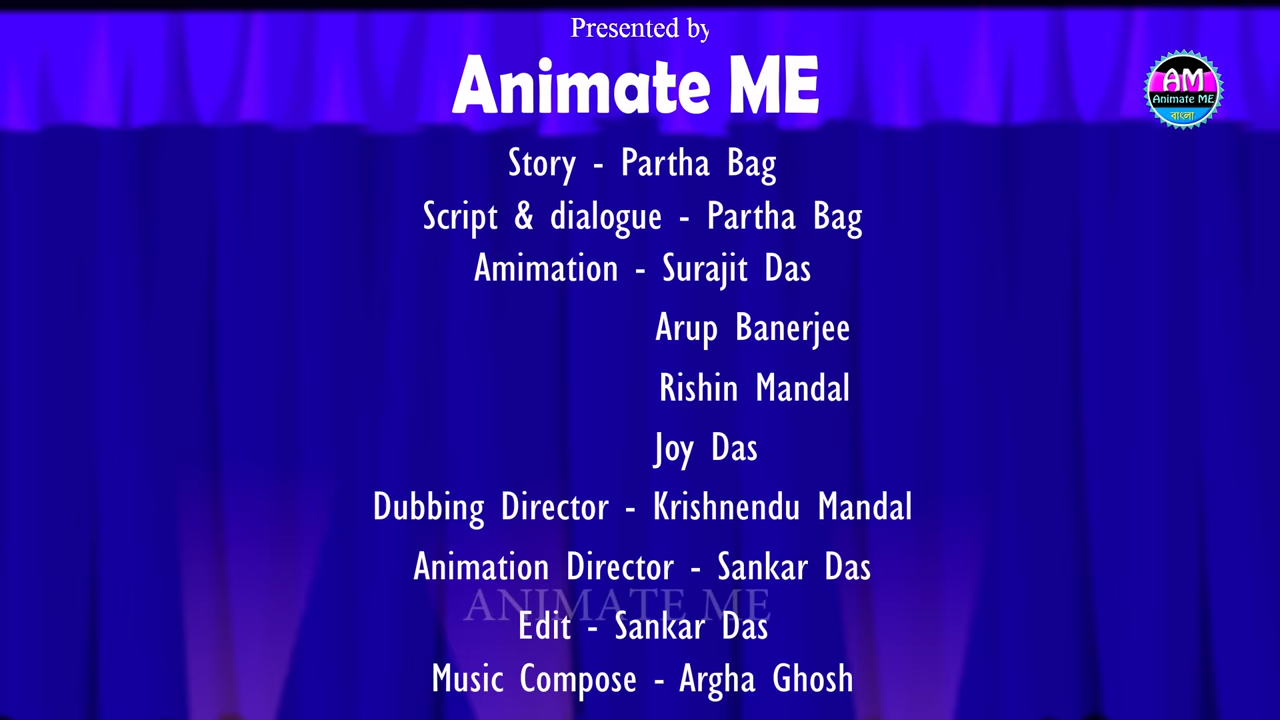 Presented by
Animate ME
AM
Animate ME
বাংলা
Story - Partha Bag
Script & dialogue - Partha Bag
Amimation - Surajit Das
Arup Banerjee
Rishin Mandal
Joy Das
Dubbing Director - Krishnendu Mandal
Animation Director - Sankar Das
ANIMATE ME
Edit - Sankar Das
Music Compose - Argha Ghosh